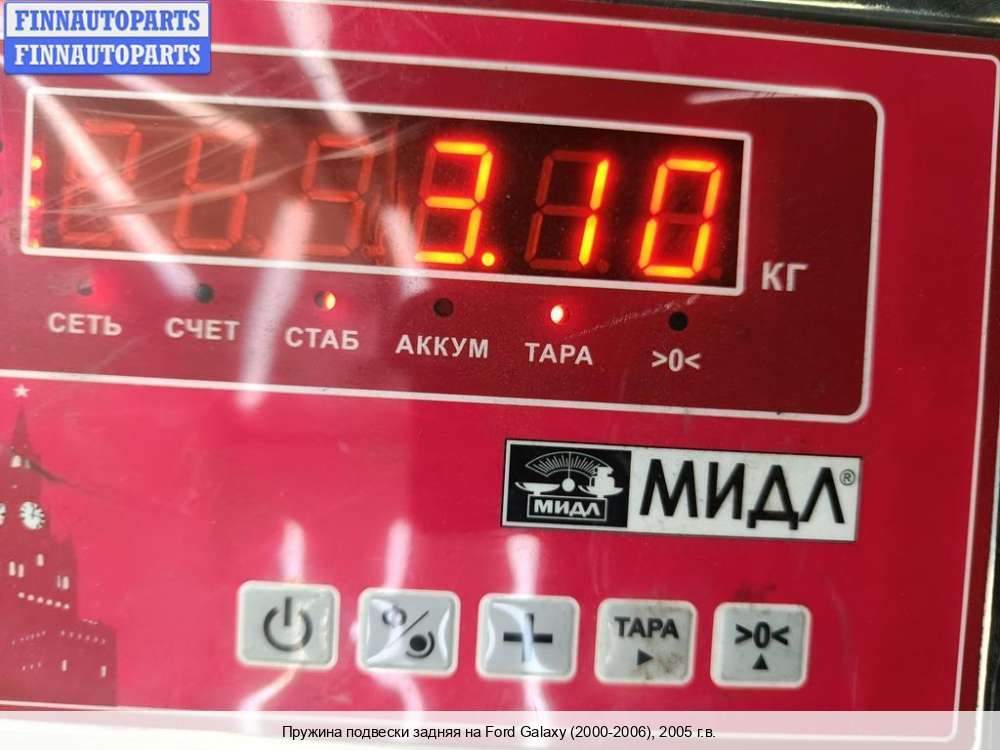 FINNAUTOPARTS
FINNAUTOPARTS
3.10
КГ
СЕТЬ СЧЕТ СТАБ АККУМ ТАРА >0<
МИДЛ МИДЛ®
% + ТАРА >0<
Пружина подвески задняя на Ford Galaxy (2000-2006), 2005 г.в.